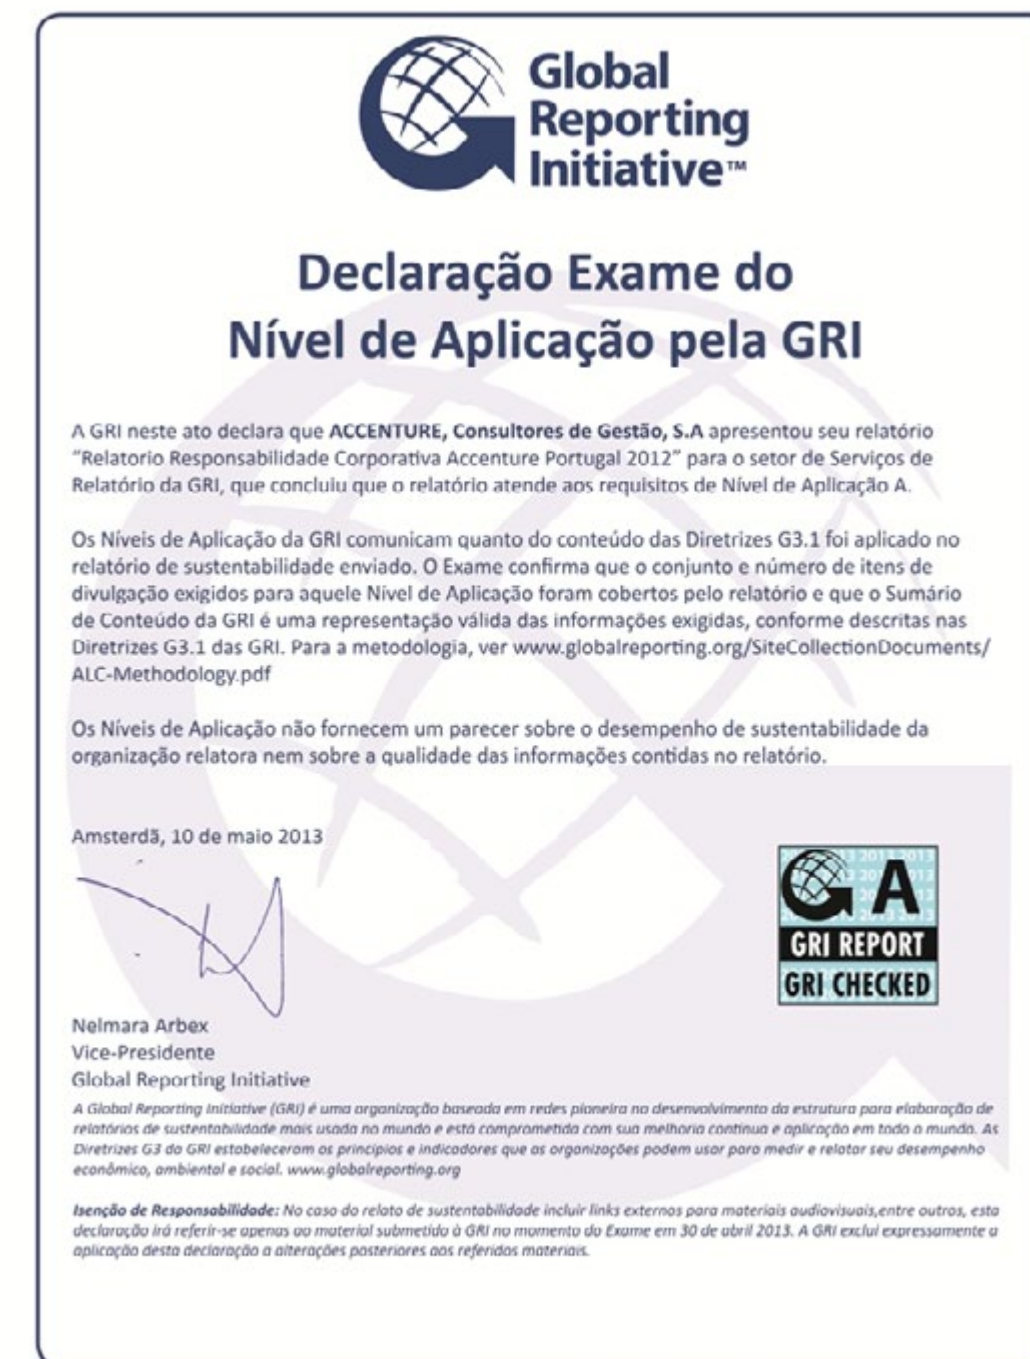 Global
Reporting
Initiative™
Declaração Exame do
Nível de Aplicação pela GRI
A GRI neste ato declara que ACCENTURE, Consultores de Gestão, S.A apresentou seu relatório
“Relatorio Responsabilidade Corporativa Accenture Portugal 2012” para o setor de Serviços de
Relatório da GRI, que concluiu que o relatório atende aos requisitos de Nível de Aplicação A.
Os Níveis de Aplicação da GRI comunicam quanto do conteúdo das Diretrizes G3.1 foi aplicado no
relatório de sustentabilidade enviado. O Exame confirma que o conjunto e número de itens de
divulgação exigidos para aquele Nível de Aplicação foram cobertos pelo relatório e que o Sumário
de Conteúdo da GRI é uma representação válida das informações exigidas, conforme descritas nas
Diretrizes G3.1 das GRI. Para a metodologia, ver www.globalreporting.org/SiteCollectionDocuments/
ALC-Methodology.pdf
Os Níveis de Aplicação não fornecem um parecer sobre o desempenho de sustentabilidade da
organização relatora nem sobre a qualidade das informações contidas no relatório.
Amsterdã, 10 de maio 2013
A
GRI REPORT
GRI CHECKED
Nelmara Arbex
Vice-Presidente
Global Reporting Initiative
A Global Reporting Initiative (GRI) é uma organização baseada em redes pioneira no desenvolvimento da estrutura para elaboração de
relatórios de sustentabilidade mais usada no mundo e está comprometida com sua melhoria contínua e aplicação em todo o mundo. As
Diretrizes G3 da GRI estabeleceram os princípios e indicadores que as organizações podem usar para medir e relatar seu desempenho
econômico, ambiental e social. www.globalreporting.org
Isenção de Responsabilidade: No caso do relato de sustentabilidade incluir links externos para materiais audiovisuais,entre outros, esta
declaração irá referir-se apenas ao material submetido à GRI no momento do Exame em 30 de abril 2013. A GRI exclui expressamente a
aplicação desta declaração a alterações posteriores aos referidos materiais.